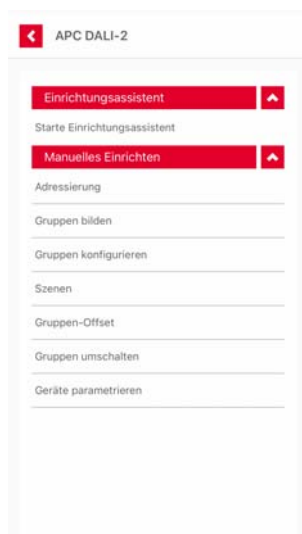 APC DALI-2
Einrichtungsassistent
Starte Einrichtungsassistent
Manuelles Einrichten
Adressierung
Gruppen bilden
Gruppen konfigurieren
Szenen
Gruppen-Offset
Gruppen umschalten
Geräte parametrieren